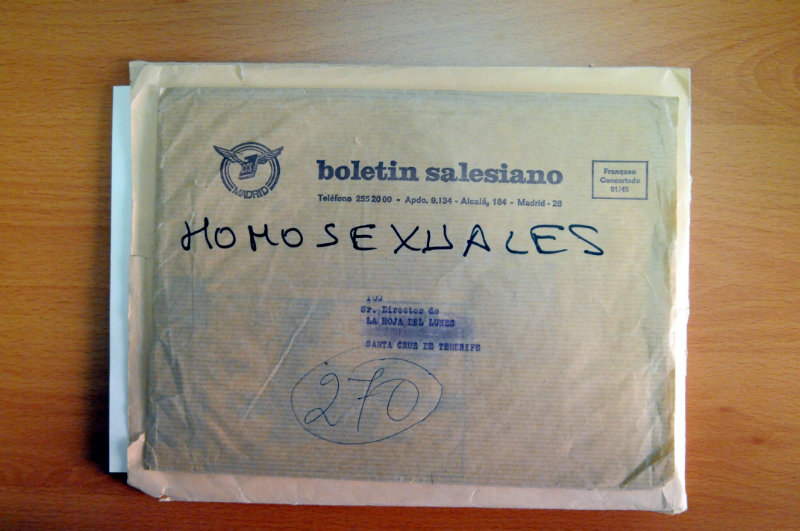 MADRID
boletin salesiano
Franqueo
Concertado
01/45
Teléfono 255 20 00 - Apdo. 9.134 - Alcalá, 164 - Madrid - 28
HOMOSEXUALES
Sr. Director de
LA HOJA DEL LUNES
SANTA CRUZ DE TENERIFE
270